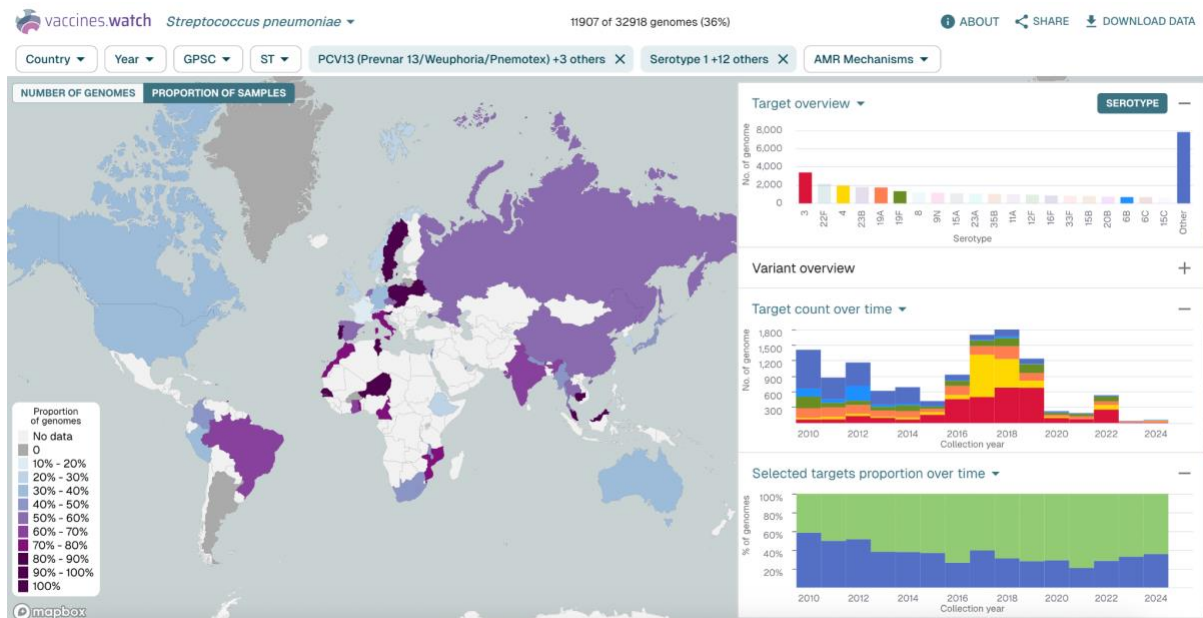 vaccines.watch Streptococcus pneumoniae 11907 of 32918 genomes (36%) ABOUT SHARE DOWNLOAD DATA
Country Year GPSC ST PCV13 (Prevnar 13/Weuphoria/Pnemotex) +3 others X Serotype 1 +12 others X AMR Mechanisms
NUMBER OF GENOMES PROPORTION OF SAMPLES
Proportion
of genomes
No data
0
10% - 20%
20% - 30%
30% - 40%
40% - 50%
50% - 60%
60% - 70%
70% - 80%
80% - 90%
90% - 100%
100%
mapbox
Target overview SEROTYPE
No. of genome
8,000
6,000
4,000
2,000
0
3 22F 4 23B 19A 19F 8 9N 15A 23A 35B 11A 12F 16F 33F 15B 20B 6B 6C 15C Other
Serotype
Variant overview
Target count over time
No. of genome
1,800
1,500
1,200
900
600
300
2010 2012 2014 2016 2018 2020 2022 2024
Collection year
Selected targets proportion over time
% of genomes
100%
80%
60%
40%
20%
2010 2012 2014 2016 2018 2020 2022 2024
Collection year